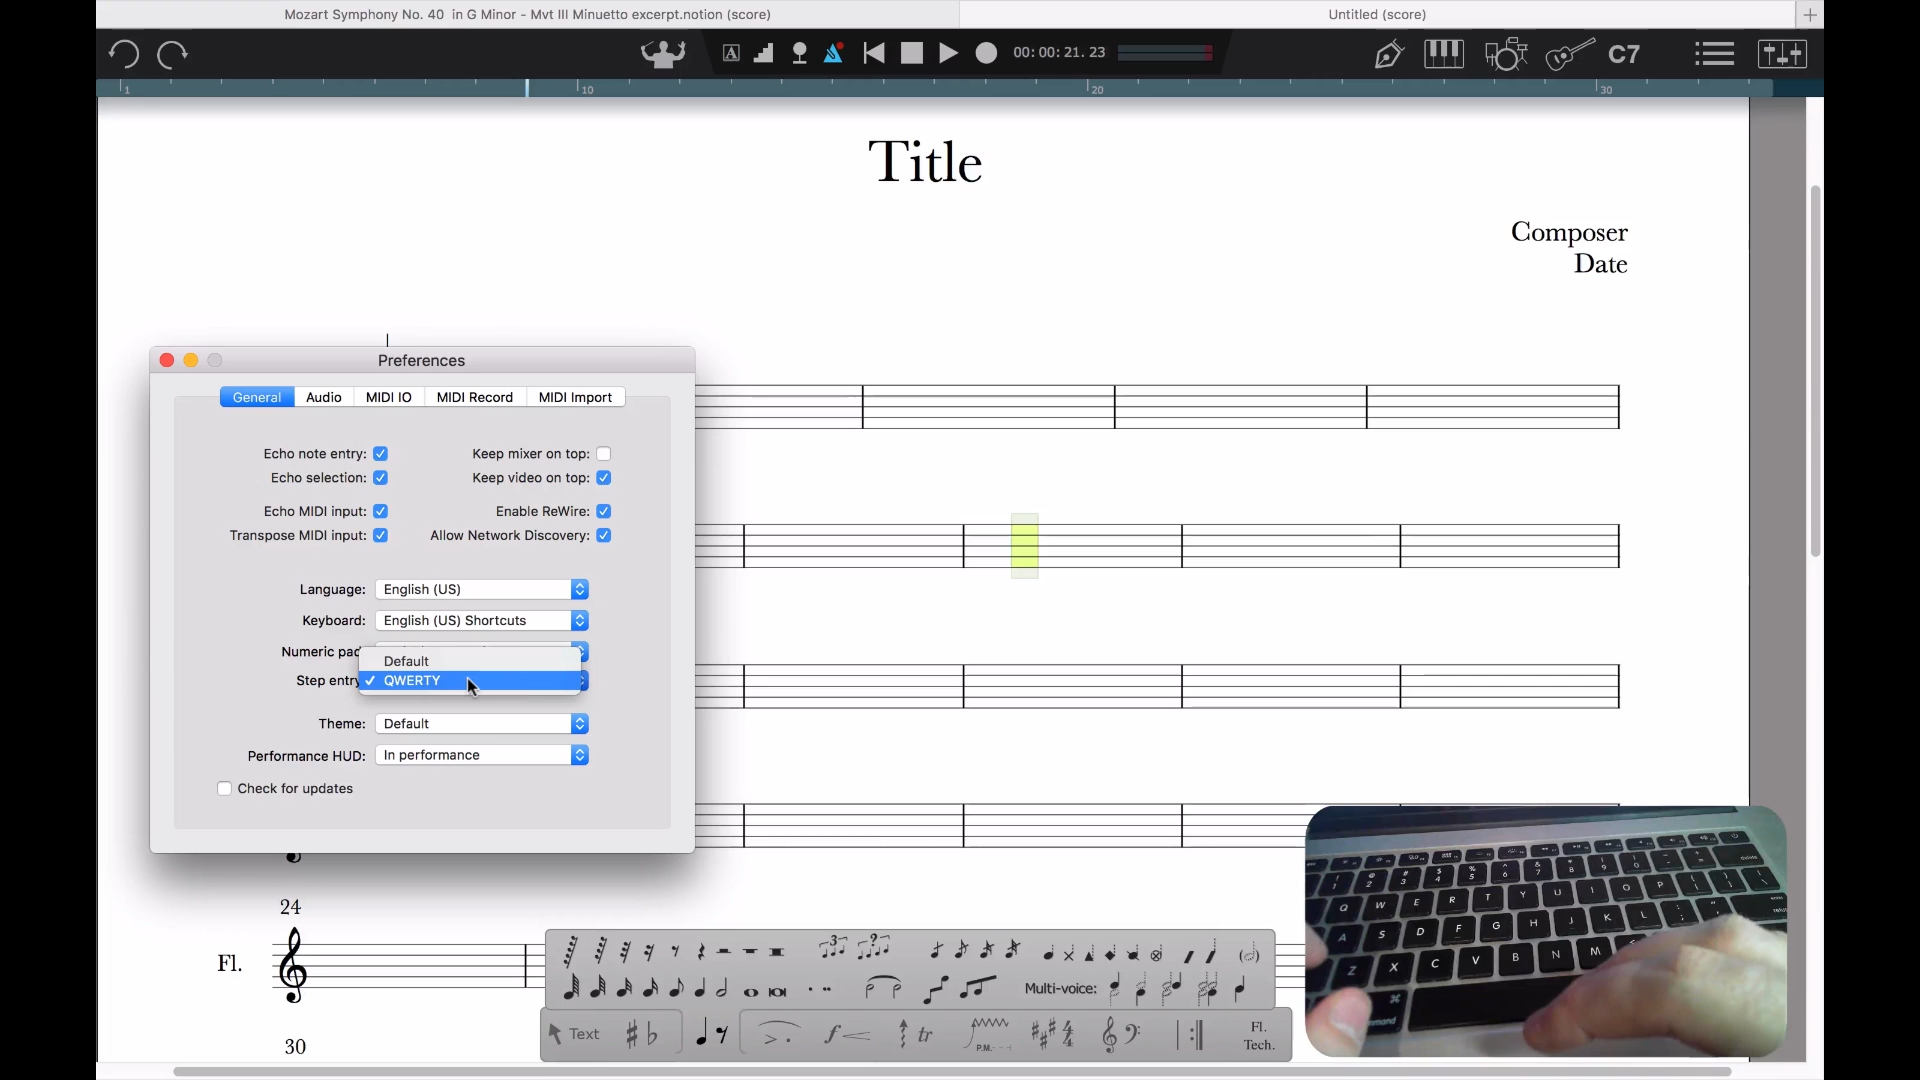 Mozart Symphony No. 40 in G Minor - Mvt III Minuetto excerpt.notion (score)
Untitled (score)
A
00: 00: 21. 23
C7
1
10
20
30
Title
Composer
Date
Preferences
General
Audio
MIDI IO
MIDI Record
MIDI Import
Echo note entry:
Keep mixer on top:
Echo selection:
Keep video on top:
Echo MIDI input:
Enable ReWire:
Transpose MIDI input:
Allow Network Discovery:
Language:
English (US)
Keyboard:
English (US) Shortcuts
Numeric pad
Default
Step entry
QWERTY
Theme:
Default
Performance HUD:
In performance
Check for updates
24
Fl.
30
3
?
Multi-voice:
Text
f
tr
P.M.
4
4
Fl.
Tech.
Q W E R T Y U I O P
A S D F G H J K L
Z X C V B N M